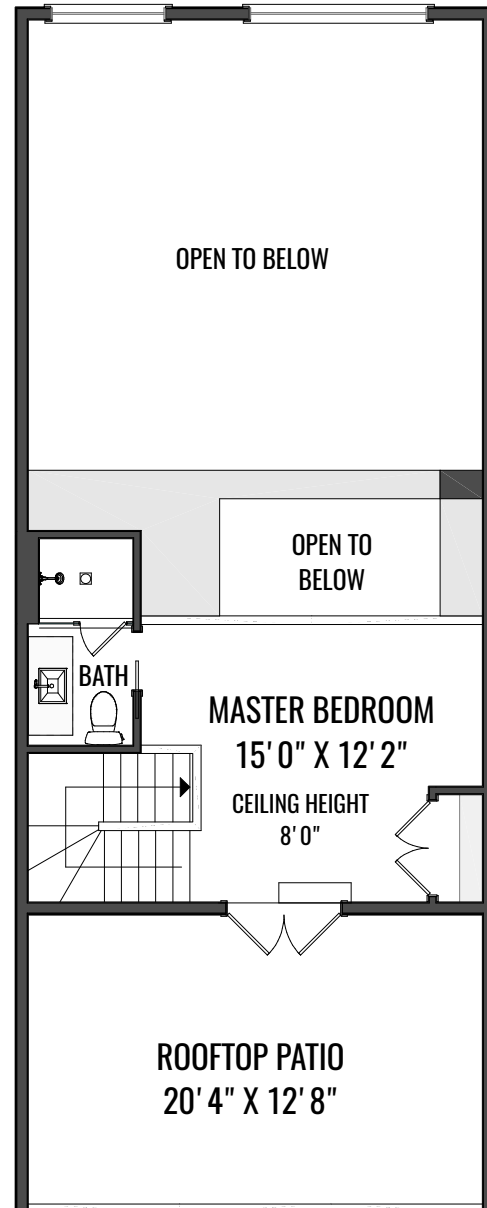 OPEN TO BELOW
OPEN TO
BELOW
BATH
MASTER BEDROOM
15'0" X 12'2"
CEILING HEIGHT
8'0"
ROOFTOP PATIO
20'4" X 12'8"